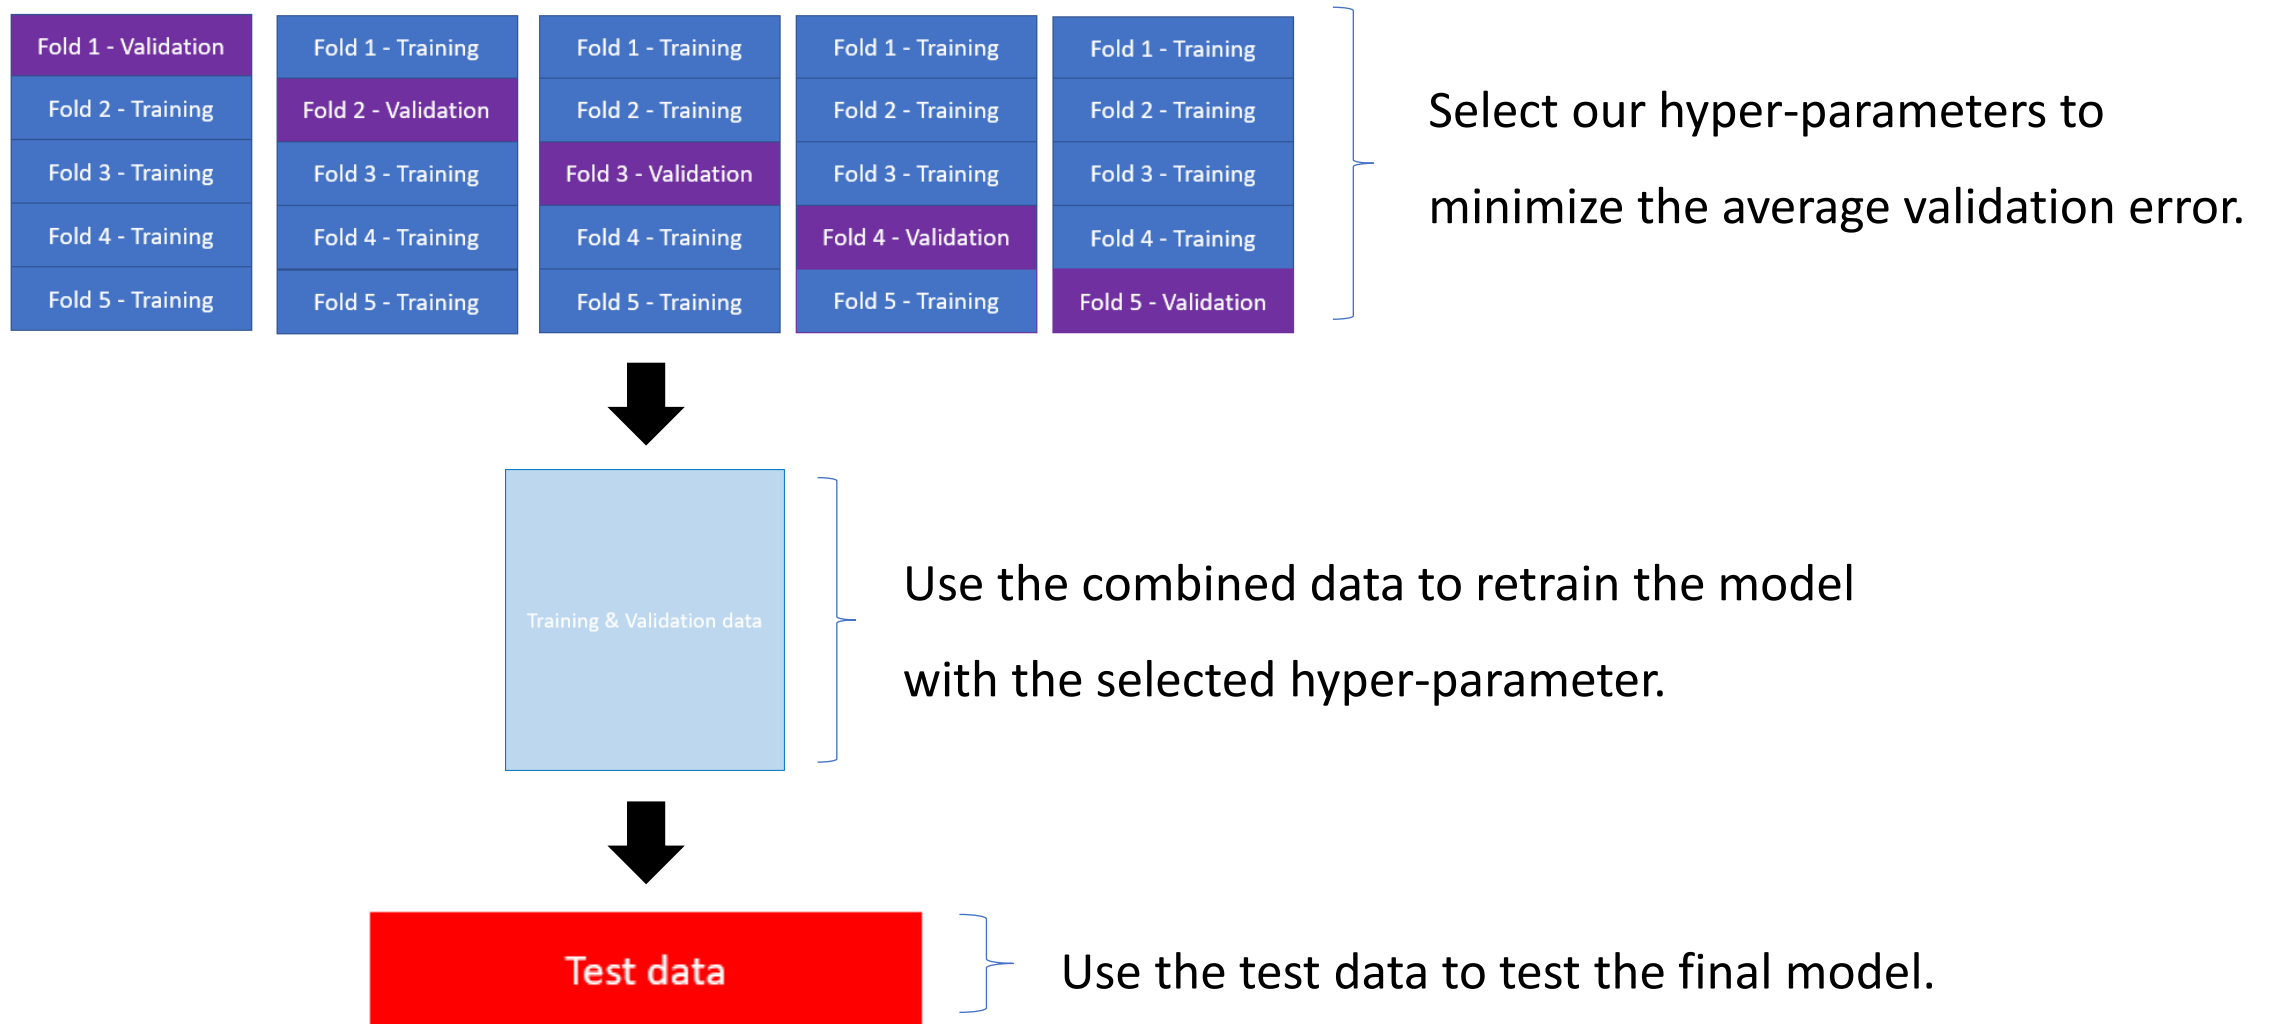 Fold 1 - Validation
Fold 2 - Training
Fold 3 - Training
Fold 4 - Training
Fold 5 - Training
Fold 1 - Training
Fold 2 - Validation
Fold 3 - Training
Fold 4 - Training
Fold 5 - Training
Fold 1 - Training
Fold 2 - Training
Fold 3 - Validation
Fold 4 - Training
Fold 5 - Training
Fold 1 - Training
Fold 2 - Training
Fold 3 - Training
Fold 4 - Validation
Fold 5 - Training
Fold 1 - Training
Fold 2 - Training
Fold 3 - Training
Fold 4 - Training
Fold 5 - Validation
Select our hyper-parameters to
minimize the average validation error.
Training & Validation data
Use the combined data to retrain the model
with the selected hyper-parameter.
Test data
Use the test data to test the final model.